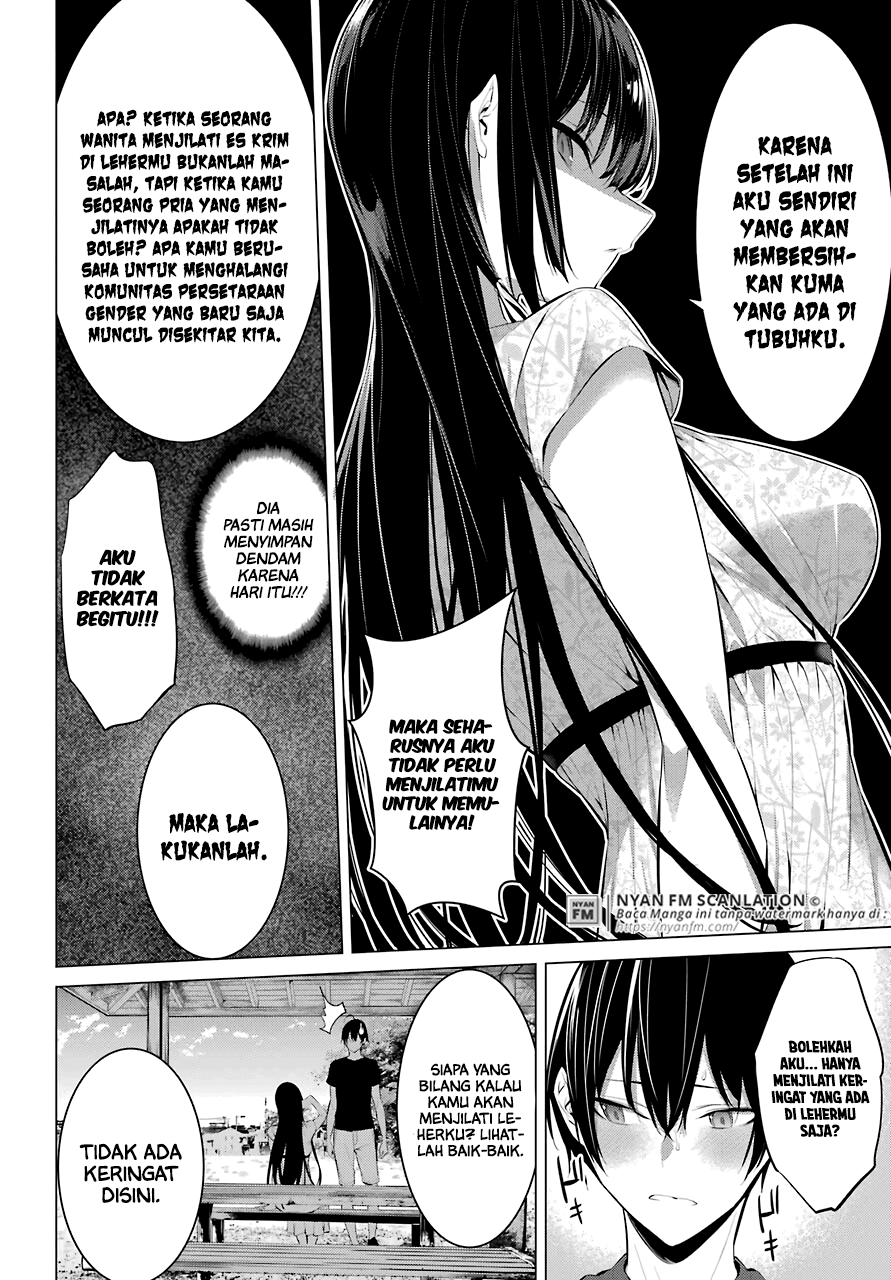 KARENA
SETELAH INI
AKU SENDIRI
YANG AKAN
MEMBERSIH-
KAN KUMA
YANG ADA DI
TUBUHKU.
MAKA SEHA-
RUSNYA AKU
TIDAK PERLU
MENJILATIMU
UNTUK MEMU-
LAINYA!
APA? KETIKA SEORANG
WANITA MENJILATI ES KRIM
DI LEHERMU BUKANLAH MA-
SALAH, TAPI KETIKA KAMU
SEORANG PRIA YANG MEN-
JILATINYA APAKAH TIDAK
BOLEH? APA KAMU BERU-
SAHA UNTUK MENGHALANGI
KOMUNITAS PERSETARAAN
GENDER YANG BARU SAJA
MUNCUL DISEKITAR KITA.
DIA
PASTI MASIH
MENYIMPAN
DENDAM
KARENA
HARI ITU!!!
AKU
TIDAK
BERKATA
BEGITU!!!
MAKA LA-
KUKANLAH.
NYAN
FM
NYAN FM SCANLATION ©
Baca Manga ini tanpa watermark hanya di :
https://nyanfm.com/
BOLEHKAH
AKU... HANYA
MENJILATI KE-
RINGAT YANG ADA
DI LEHERMU
SAJA?
SIAPA YANG
BILANG KALAU
KAMU AKAN
MENJILATI LE-
HERKU? LIHAT-
LAH BAIK-BAIK.
TIDAK ADA
KERINGAT
DISINI.